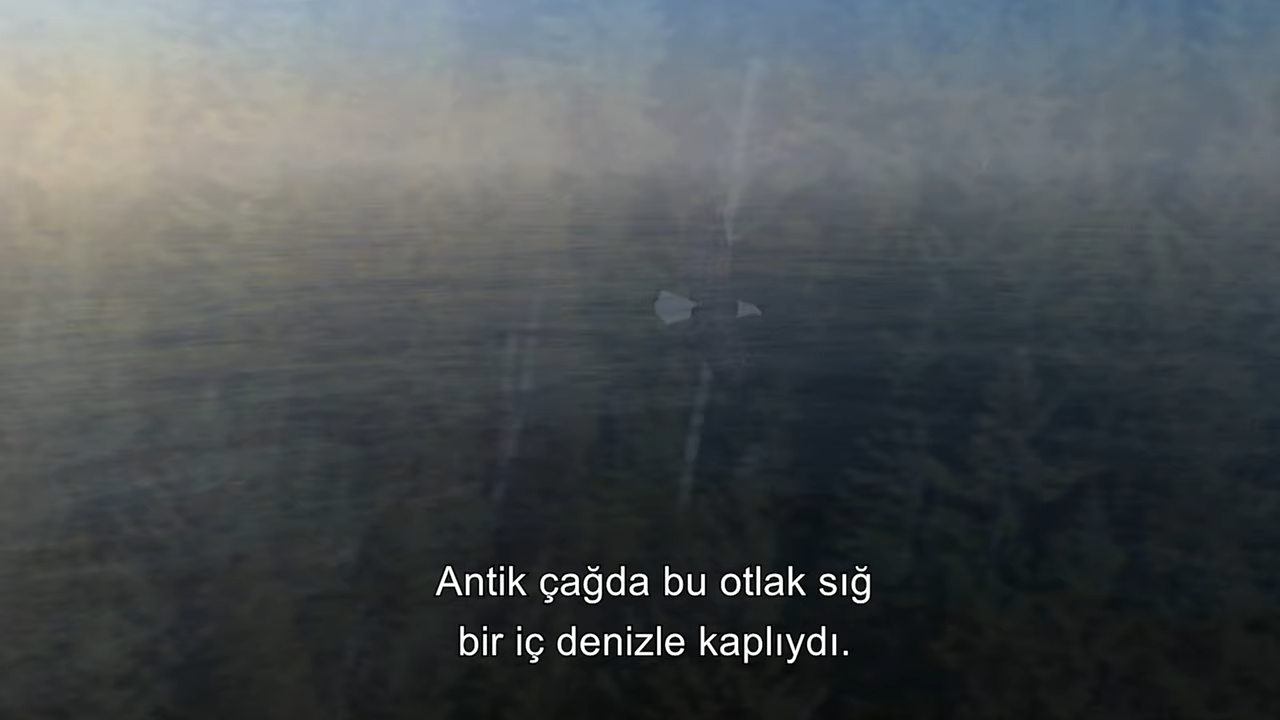 Antik çağda bu otlak sığ
bir iç denizle kaplıydı.